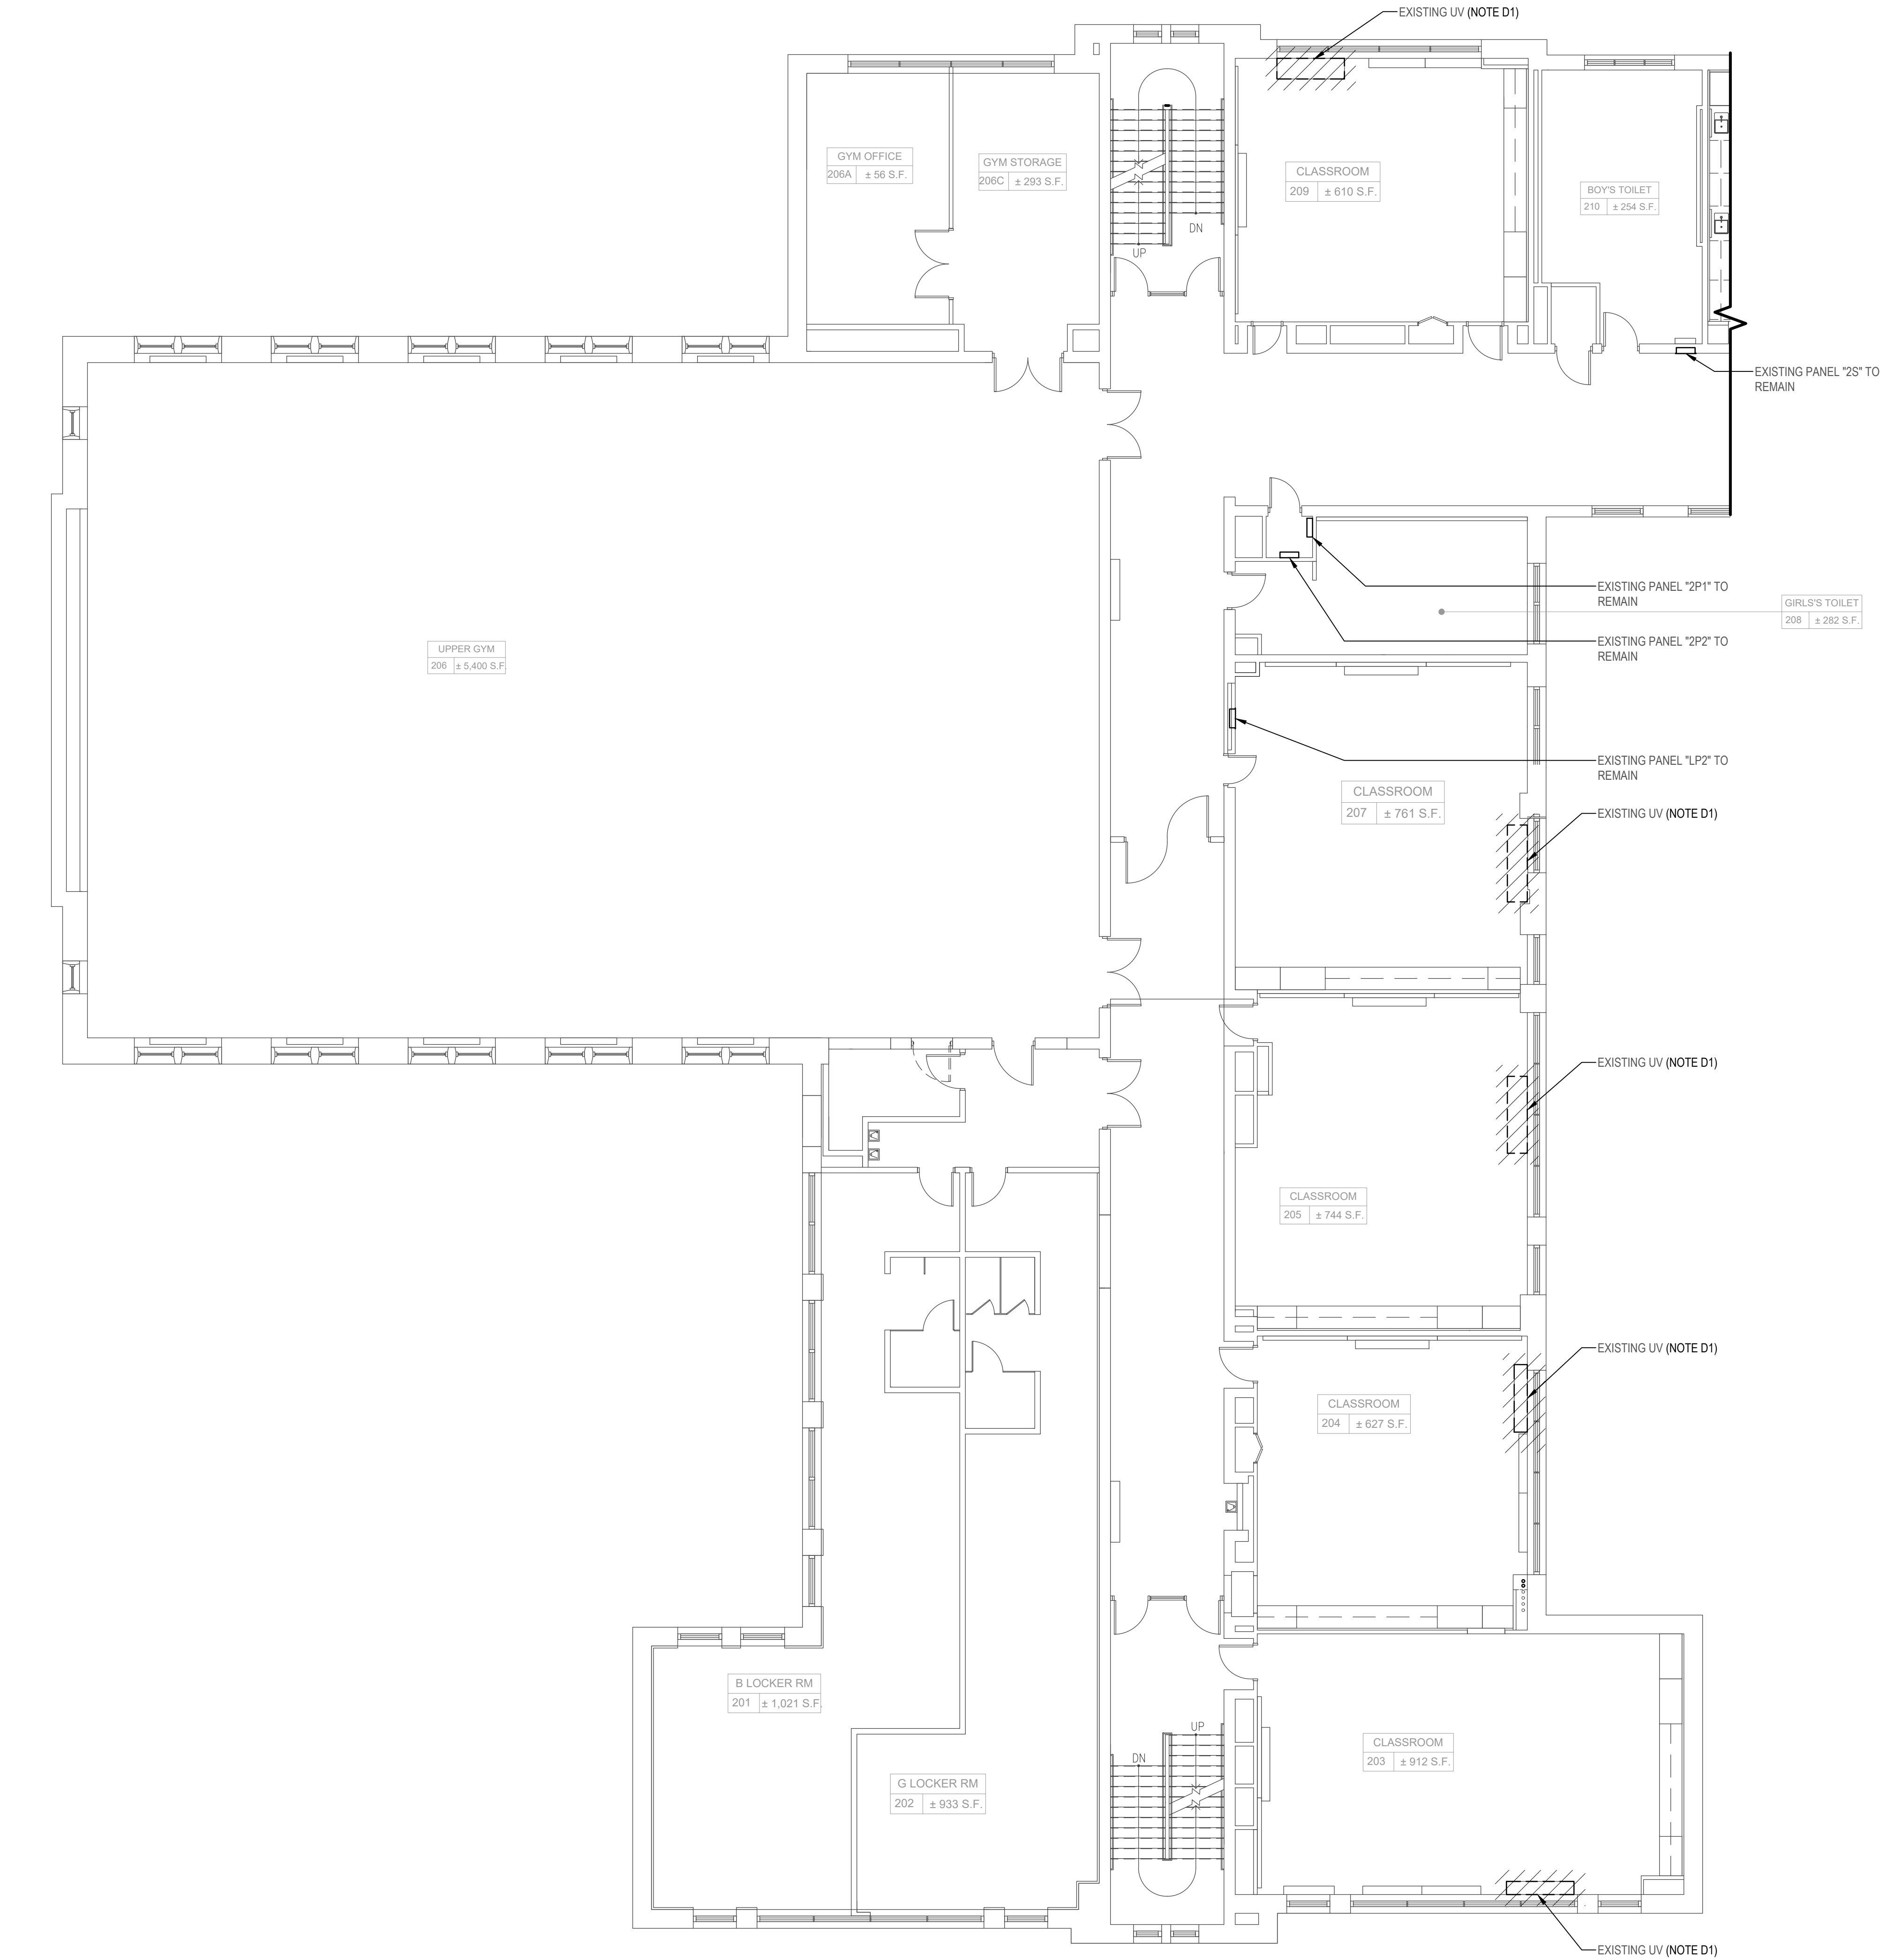 EXISTING UV (NOTE D1)
GYM OFFICE
206A ± 56 S.F.
GYM STORAGE
206C ± 293 S.F.
CLASSROOM
209 ± 610 S.F.
BOY'S TOILET
210 ± 254 S.F.
DN
UP
EXISTING PANEL "2S" TO
REMAIN
EXISTING PANEL "2P1" TO
REMAIN
GIRLS'S TOILET
208 ± 282 S.F.
EXISTING PANEL "2P2" TO
REMAIN
UPPER GYM
206 ± 5,400 S.F.
EXISTING PANEL "LP2" TO
REMAIN
CLASSROOM
207 ± 761 S.F.
EXISTING UV (NOTE D1)
EXISTING UV (NOTE D1)
CLASSROOM
205 ± 744 S.F.
EXISTING UV (NOTE D1)
CLASSROOM
204 ± 627 S.F.
B LOCKER RM
201 ± 1,021 S.F.
UP
DN
CLASSROOM
203 ± 912 S.F.
G LOCKER RM
202 ± 933 S.F.
EXISTING UV (NOTE D1)